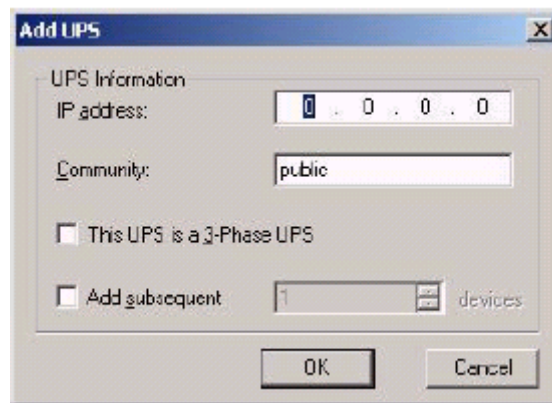 Add UPS
UPS Information
IP address: 0 . 0 . 0 . 0
Community: public
This UPS is a 3-Phase UPS
Add subsequent 1 devices
OK Cancel